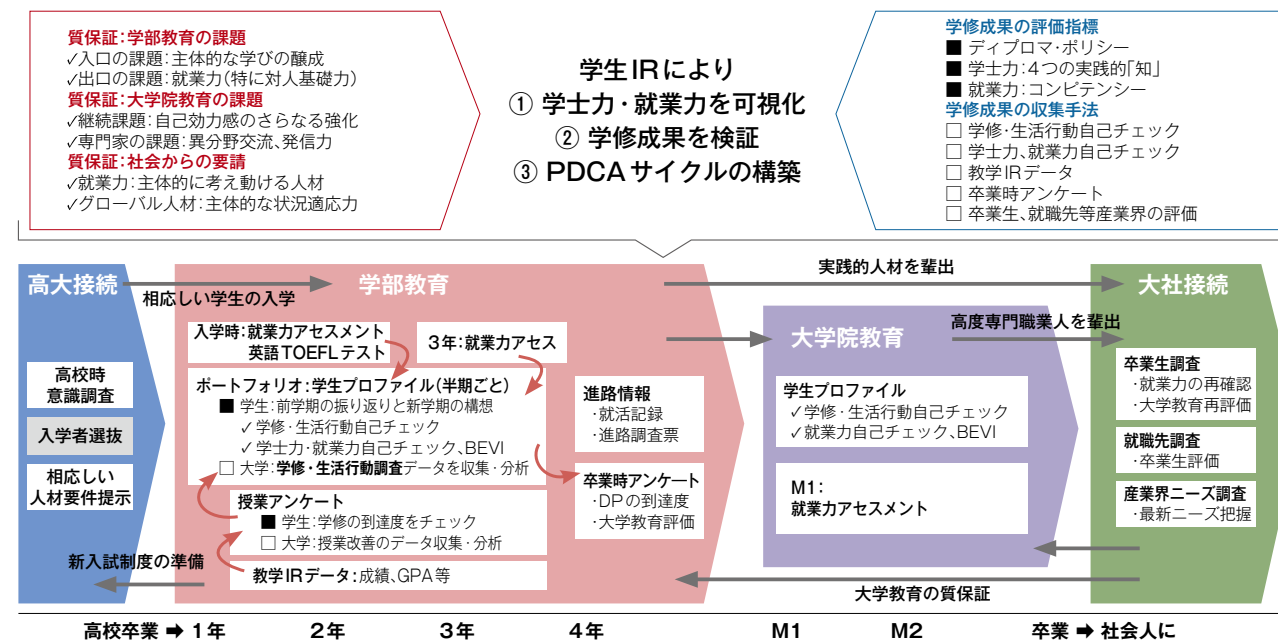 質保証：学部教育の課題
✓入口の課題：主体的な学びの醸成
✓出口の課題：就業力（特に対人基礎力）
質保証：大学院教育の課題
✓継続課題：自己効力感のさらなる強化
✓専門家の課題：異分野交流、発信力
質保証：社会からの要請
✓就業力：主体的に考え動ける人材
✓グローバル人材：主体的な状況適応力
学生IRにより
① 学士力・就業力を可視化
② 学修成果を検証
③ PDCAサイクルの構築
学修成果の評価指標
■ ディプロマ・ポリシー
■ 学士力：4つの実践的「知」
■ 就業力：コンピテンシー
学修成果の収集手法
□ 学修・生活行動自己チェック
□ 学士力、就業力自己チェック
□ 教学IRデータ
□ 卒業時アンケート
□ 卒業生、就職先等産業界の評価
高大接続
相応しい学生の入学
高校時
意識調査
入学者選抜
相応しい
人材要件提示
新入試制度の準備
学部教育
入学時：就業力アセスメント
英語TOEFLテスト
3年：就業力アセス
ポートフォリオ：学生プロファイル（半期ごと）
■ 学生：前学期の振り返りと新学期の構想
✓学修・生活行動自己チェック
✓学士力・就業力自己チェック、BEVI
□ 大学：学修・生活行動調査データを収集・分析
授業アンケート
■ 学生：学修の到達度をチェック
□ 大学：授業改善のデータ収集・分析
教学IRデータ：成績、GPA等
進路情報
・就活記録
・進路調査票
卒業時アンケート
・DPの到達度
・大学教育評価
実践的人材を輩出
大学院教育
高度専門職業人を輩出
学生プロファイル
✓学修・生活行動自己チェック
✓就業力自己チェック、BEVI
M1：
就業力アセスメント
大学教育の質保証
大社接続
卒業生調査
・就業力の再確認
・大学教育再評価
就職先調査
・卒業生評価
産業界ニーズ調査
・最新ニーズ把握
高校卒業 ➡ 1年 2年 3年 4年 M1 M2 卒業 ➡ 社会人に